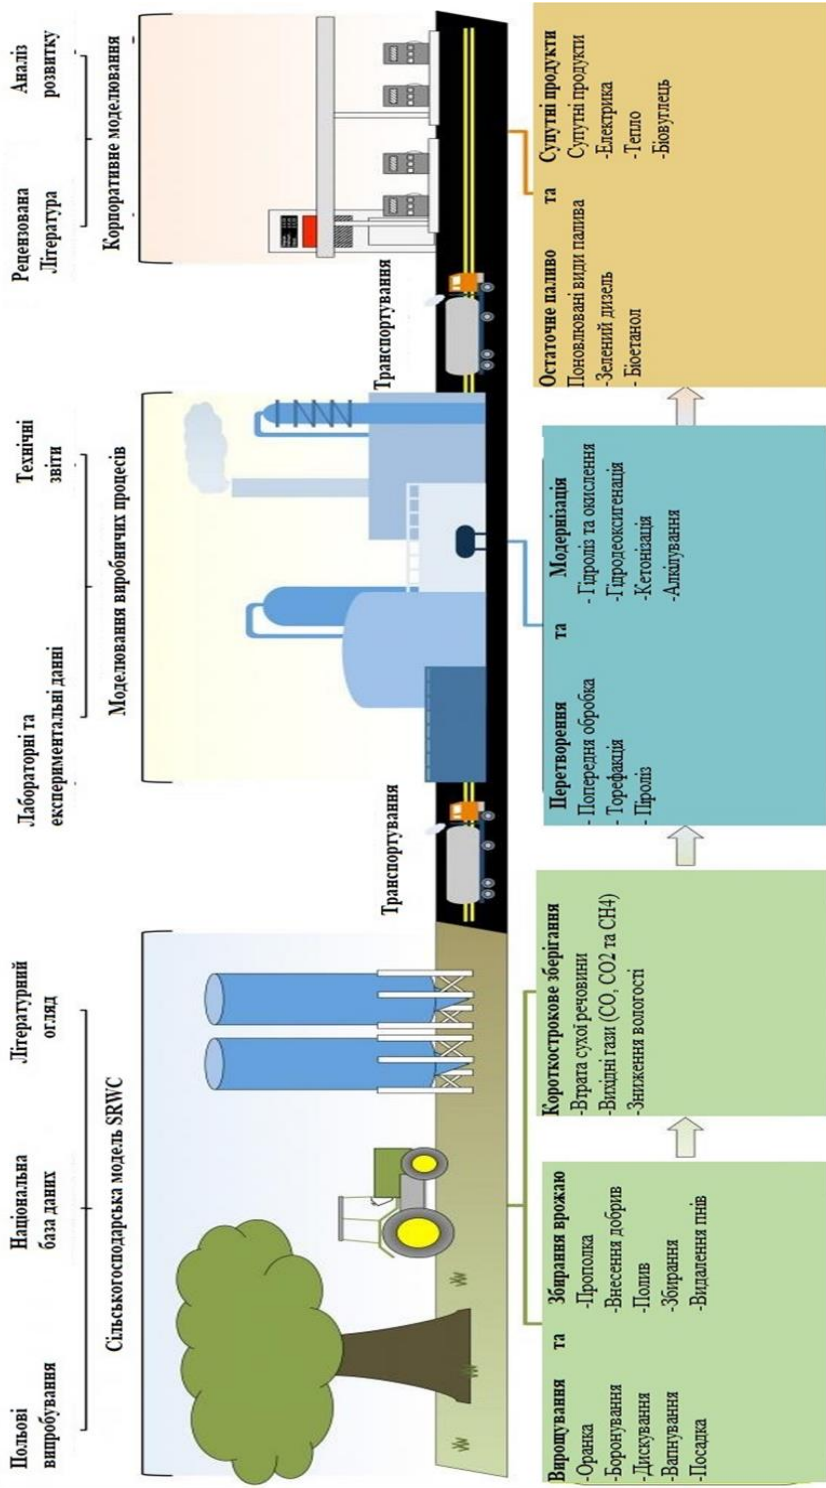 Польові
випробування
Національна
база даних
Літературний
огляд
Лабораторні та
експериментальні данні
Технічні
звіти
Рецензована
Література
Аналіз
розвитку
Сільськогосподарська модель SRWC
Моделювання виробничих процесів
Корпоративне моделювання
Транспортування
Транспортування
Вирощування та Збирання врожаю
-Оранка
-Боронування
-Дискування
-Вапнування
-Посадка
-Прополка
-Внесення добрив
-Полив
-Збирання
-Видалення пнів
Короткострокове зберігання
-Втрата сухої речовини
-Вихідні гази (CO, CO2 та CH4)
-Зниження вологості
Перетворення та Модернізація
- Попередня обробка
- Торефакція
- Піроліз
- Гідроліз та окислення
-Гідродеоксигенація
-Кетонізація
-Алкілування
Остаточне паливо та Супутні продукти
Поновлювані види палива
-Зелений дизель
- Біоетанол
Супутні продукти
-Електрика
-Тепло
-Біовуглець